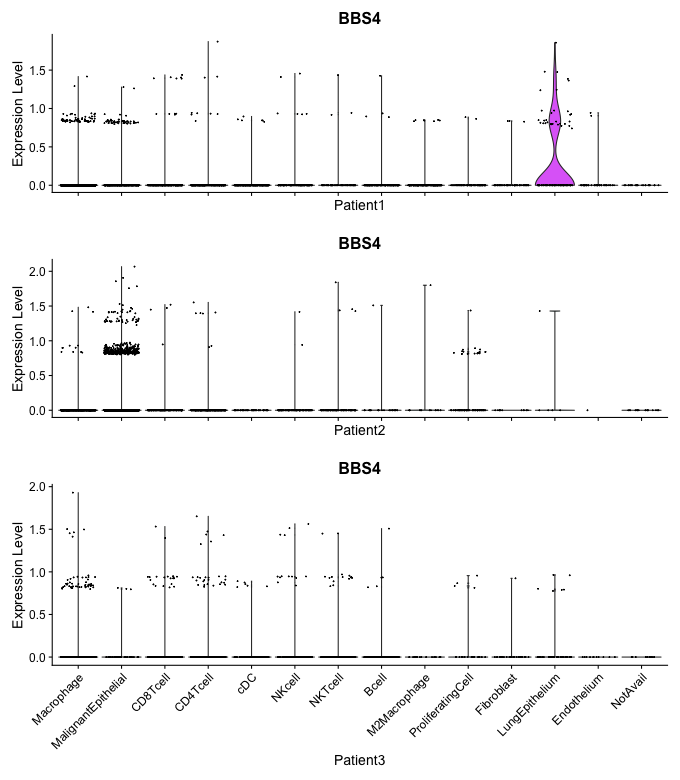 BBS4
Expression Level
1.5
1.0
0.5
0.0
Patient1
BBS4
Expression Level
2.0
1.5
1.0
0.5
0.0
Patient2
BBS4
Expression Level
2.0
1.5
1.0
0.5
0.0
Macrophage
MalignantEpithelial
CD8Tcell
CD4Tcell
cDC
NKcell
NKTcell
Bcell
M2Macrophage
ProliferatingCell
Fibroblast
LungEpithelium
Endothelium
NotAvail
Patient3